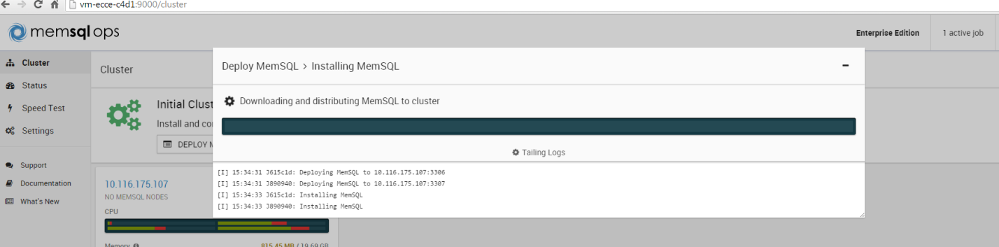 vm-ecce-c4d1:9000/cluster
memsql ops
Enterprise Edition
1 active job
Cluster
Status
Speed Test
Settings
Support
Documentation
What's New
Cluster
Initial Clust
Install and co
DEPLOY M
10.116.175.107
NO MEMSQL NODES
CPU
Memory
815.45 MB / 19.69 GB
Deploy MemSQL > Installing MemSQL
Downloading and distributing MemSQL to cluster
Tailing Logs
[I] 15:34:31 J615c1d: Deploying MemSQL to 10.116.175.107:3306
[I] 15:34:31 J890940: Deploying MemSQL to 10.116.175.107:3307
[I] 15:34:33 J615c1d: Installing MemSQL
[I] 15:34:33 J890940: Installing MemSQL